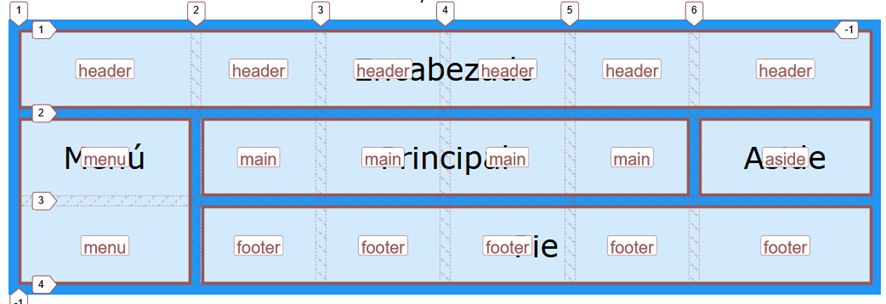 1 2 3 4 5 6
1 -1
header header header header header header
Encabezado
2
Menú Principal Aside
menu main main main main aside
3
Pie
menu footer footer footer footer footer
4
-1